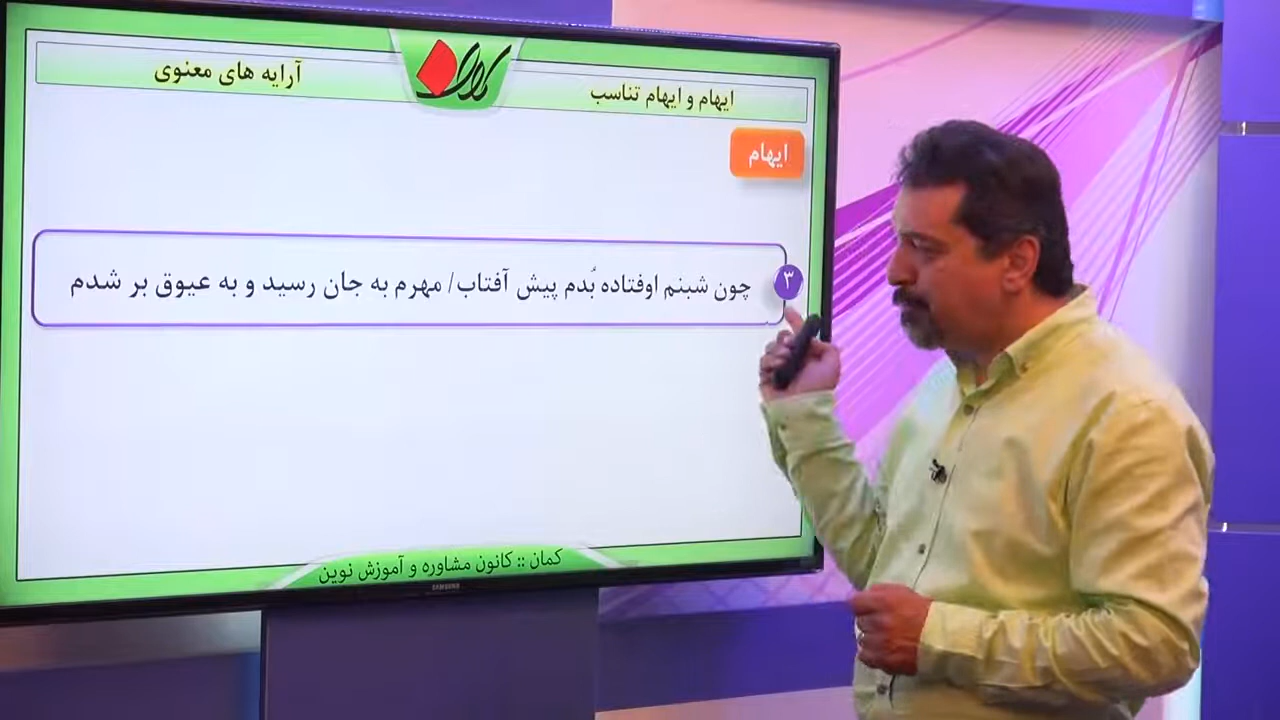 ایهام و ایهام تناسب
آرایه های معنوی
کمان
ایهام
۳
چون شبنم اوفتاده بُدم پیش آفتاب/ مهرم به جان رسید و به عیوق بر شدم
کمان :: کانون مشاوره و آموزش نوین
SAMSUNG